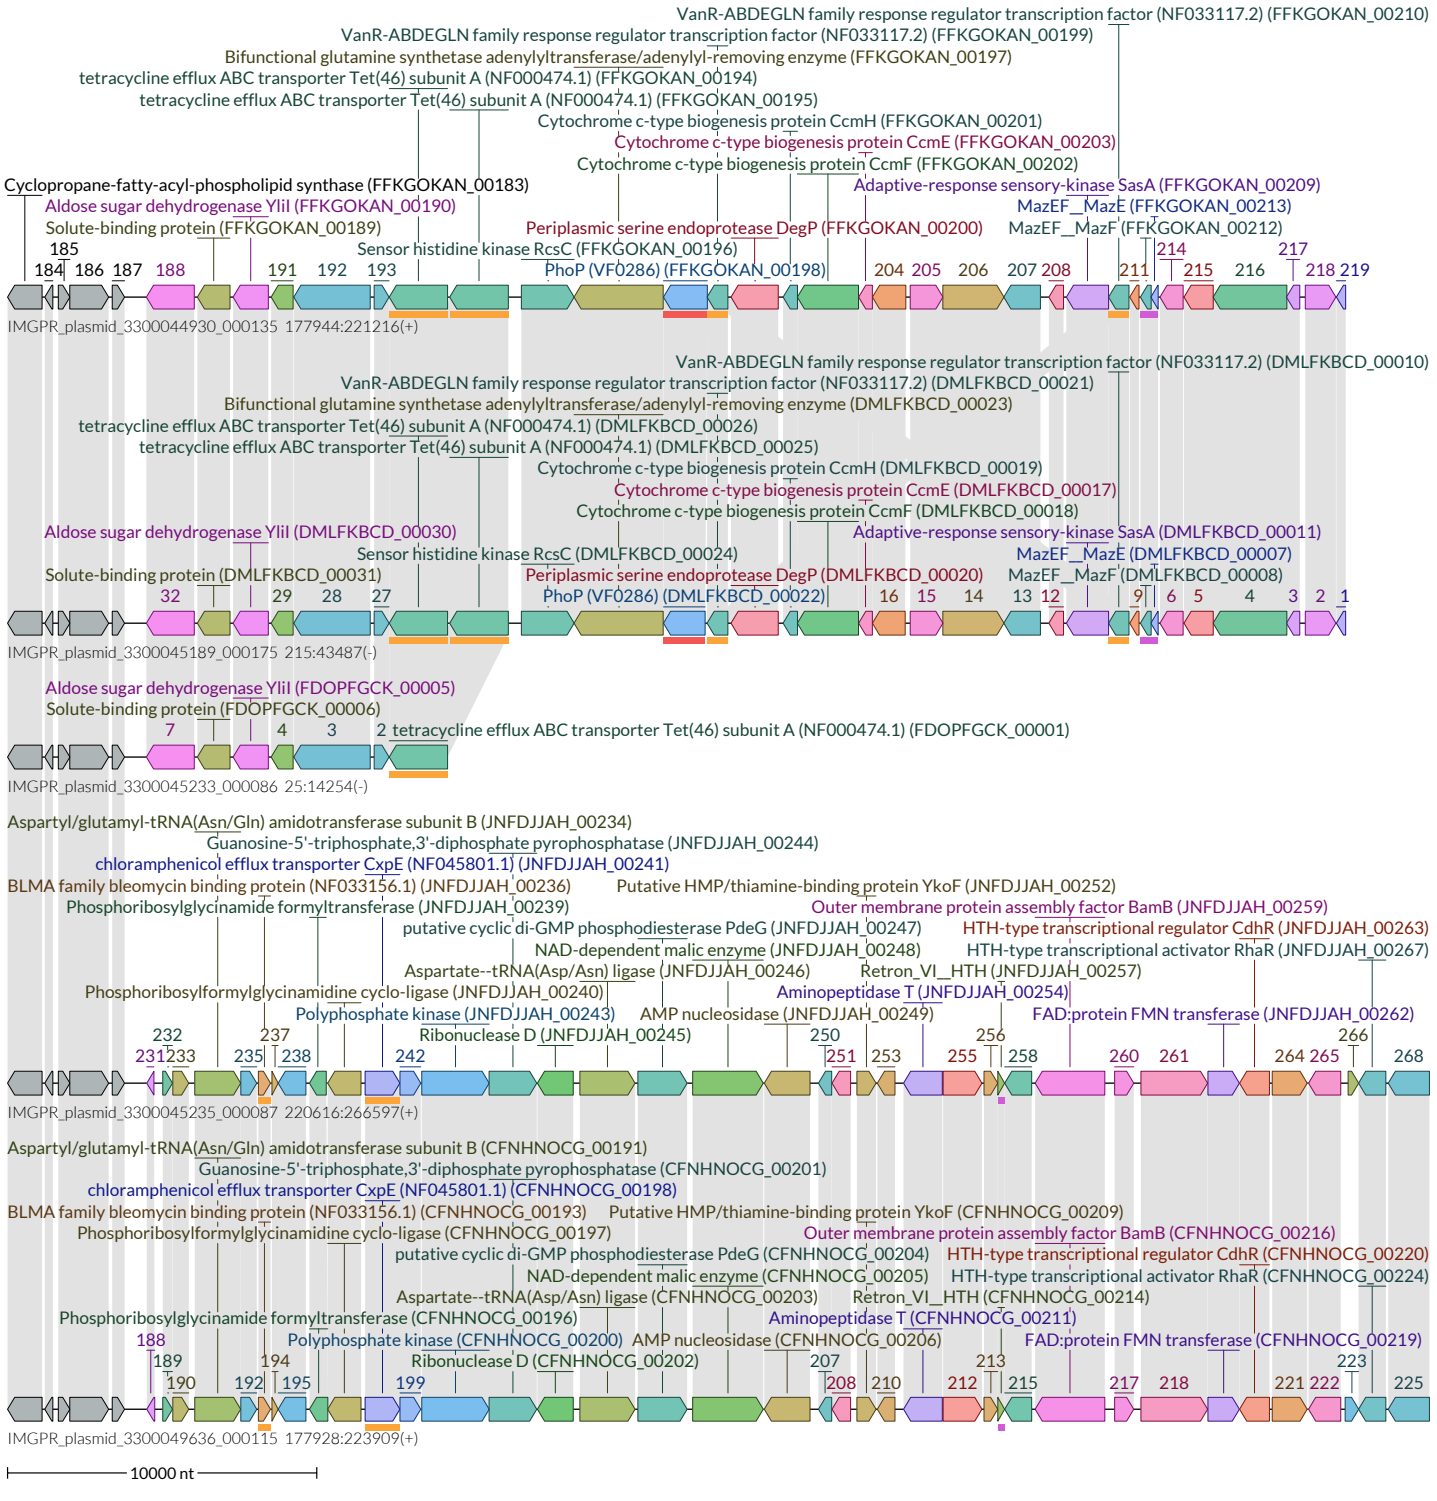 VanR-ABDEGLN family response regulator transcription factor (NF033117.2) (FFKGOKAN_00210)
VanR-ABDEGLN family response regulator transcription factor (NF033117.2) (FFKGOKAN_00199)
Bifunctional glutamine synthetase adenylyltransferase/adenylyl-removing enzyme (FFKGOKAN_00197)
tetracycline efflux ABC transporter Tet(46) subunit A (NF000474.1) (FFKGOKAN_00194)
tetracycline efflux ABC transporter Tet(46) subunit A (NF000474.1) (FFKGOKAN_00195)
Cytochrome c-type biogenesis protein CcmH (FFKGOKAN_00201)
Cytochrome c-type biogenesis protein CcmE (FFKGOKAN_00203)
Cytochrome c-type biogenesis protein CcmF (FFKGOKAN_00202)
Cyclopropane-fatty-acyl-phospholipid synthase (FFKGOKAN_00183) Adaptive-response sensory-kinase SasA (FFKGOKAN_00209)
Aldose sugar dehydrogenase YliI (FFKGOKAN_00190) MazEF__MazE (FFKGOKAN_00213)
Solute-binding protein (FFKGOKAN_00189) Periplasmic serine endoprotease DegP (FFKGOKAN_00200) MazEF__MazF (FFKGOKAN_00212)
185 Sensor histidine kinase RcsC (FFKGOKAN_00196) 214 217
184 186 187 188 191 192 193 PhoP (VF0286) (FFKGOKAN_00198) 204 205 206 207 208 211 215 216 218 219
IMGPR_plasmid_3300044930_000135 177944:221216(+)
VanR-ABDEGLN family response regulator transcription factor (NF033117.2) (DMLFKBCD_00010)
VanR-ABDEGLN family response regulator transcription factor (NF033117.2) (DMLFKBCD_00021)
Bifunctional glutamine synthetase adenylyltransferase/adenylyl-removing enzyme (DMLFKBCD_00023)
tetracycline efflux ABC transporter Tet(46) subunit A (NF000474.1) (DMLFKBCD_00026)
tetracycline efflux ABC transporter Tet(46) subunit A (NF000474.1) (DMLFKBCD_00025)
Cytochrome c-type biogenesis protein CcmH (DMLFKBCD_00019)
Cytochrome c-type biogenesis protein CcmE (DMLFKBCD_00017)
Cytochrome c-type biogenesis protein CcmF (DMLFKBCD_00018)
Aldose sugar dehydrogenase YliI (DMLFKBCD_00030) Adaptive-response sensory-kinase SasA (DMLFKBCD_00011)
Sensor histidine kinase RcsC (DMLFKBCD_00024) MazEF__MazE (DMLFKBCD_00007)
Solute-binding protein (DMLFKBCD_00031) Periplasmic serine endoprotease DegP (DMLFKBCD_00020) MazEF__MazF (DMLFKBCD_00008)
32 29 28 27 PhoP (VF0286) (DMLFKBCD_00022) 16 15 14 13 12 9 6 5 4 3 2 1
IMGPR_plasmid_3300045189_000175 215:43487(-)
Aldose sugar dehydrogenase YliI (FDOPFGCK_00005)
Solute-binding protein (FDOPFGCK_00006)
7 4 3 2 tetracycline efflux ABC transporter Tet(46) subunit A (NF000474.1) (FDOPFGCK_00001)
IMGPR_plasmid_3300045233_000086 25:14254(-)
Aspartyl/glutamyl-tRNA(Asn/Gln) amidotransferase subunit B (JNFDJJAH_00234)
Guanosine-5'-triphosphate,3'-diphosphate pyrophosphatase (JNFDJJAH_00244)
chloramphenicol efflux transporter CxpE (NF045801.1) (JNFDJJAH_00241)
BLMA family bleomycin binding protein (NF033156.1) (JNFDJJAH_00236) Putative HMP/thiamine-binding protein YkoF (JNFDJJAH_00252)
Phosphoribosylglycinamide formyltransferase (JNFDJJAH_00239) Outer membrane protein assembly factor BamB (JNFDJJAH_00259)
putative cyclic di-GMP phosphodiesterase PdeG (JNFDJJAH_00247) HTH-type transcriptional regulator CdhR (JNFDJJAH_00263)
NAD-dependent malic enzyme (JNFDJJAH_00248) HTH-type transcriptional activator RhaR (JNFDJJAH_00267)
Aspartate--tRNA(Asp/Asn) ligase (JNFDJJAH_00246) Retron_VI__HTH (JNFDJJAH_00257)
Phosphoribosylformylglycinamidine cyclo-ligase (JNFDJJAH_00240) Aminopeptidase T (JNFDJJAH_00254)
Polyphosphate kinase (JNFDJJAH_00243) AMP nucleosidase (JNFDJJAH_00249) FAD:protein FMN transferase (JNFDJJAH_00262)
232 237 Ribonuclease D (JNFDJJAH_00245) 250 256 266
231 233 235 238 242 251 253 255 258 260 261 264 265 268
IMGPR_plasmid_3300045235_000087 220616:266597(+)
Aspartyl/glutamyl-tRNA(Asn/Gln) amidotransferase subunit B (CFNHNOCG_00191)
Guanosine-5'-triphosphate,3'-diphosphate pyrophosphatase (CFNHNOCG_00201)
chloramphenicol efflux transporter CxpE (NF045801.1) (CFNHNOCG_00198)
BLMA family bleomycin binding protein (NF033156.1) (CFNHNOCG_00193) Putative HMP/thiamine-binding protein YkoF (CFNHNOCG_00209)
Phosphoribosylformylglycinamidine cyclo-ligase (CFNHNOCG_00197) Outer membrane protein assembly factor BamB (CFNHNOCG_00216)
putative cyclic di-GMP phosphodiesterase PdeG (CFNHNOCG_00204) HTH-type transcriptional regulator CdhR (CFNHNOCG_00220)
NAD-dependent malic enzyme (CFNHNOCG_00205) HTH-type transcriptional activator RhaR (CFNHNOCG_00224)
Aspartate--tRNA(Asp/Asn) ligase (CFNHNOCG_00203) Retron_VI__HTH (CFNHNOCG_00214)
Phosphoribosylglycinamide formyltransferase (CFNHNOCG_00196) Aminopeptidase T (CFNHNOCG_00211)
188 Polyphosphate kinase (CFNHNOCG_00200) AMP nucleosidase (CFNHNOCG_00206) FAD:protein FMN transferase (CFNHNOCG_00219)
189 194 Ribonuclease D (CFNHNOCG_00202) 207 213 223
190 192 195 199 208 210 212 215 217 218 221 222 225
IMGPR_plasmid_3300049636_000115 177928:223909(+)
10000 nt